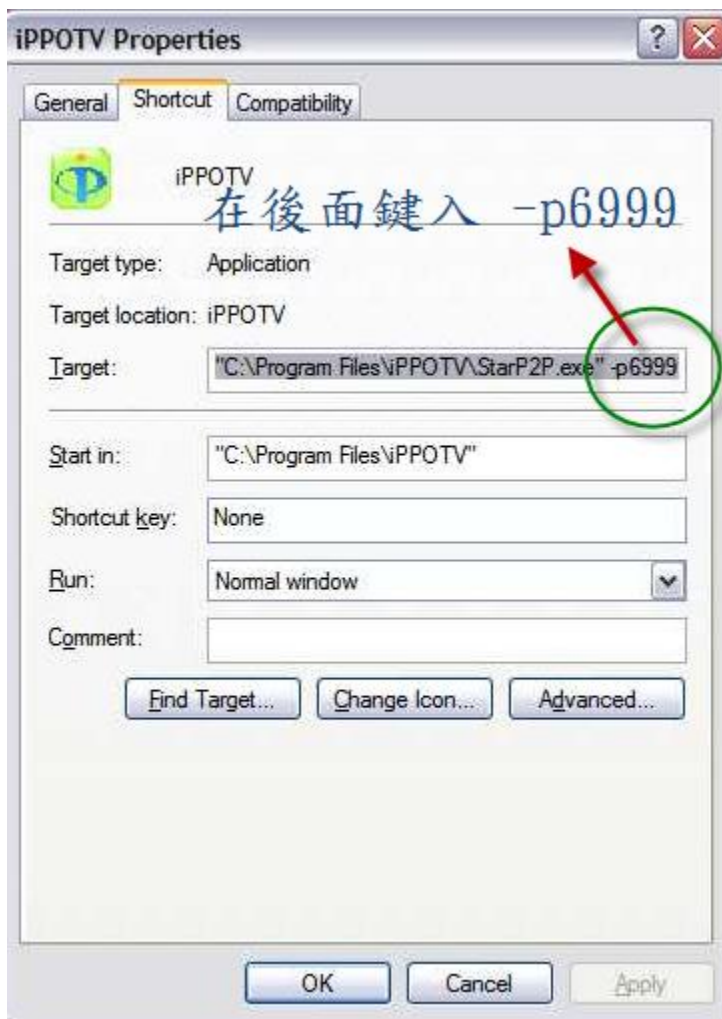 iPPOTV Properties
General Shortcut Compatibility
iPPOTV
在後面鍵入 -p6999
Target type: Application
Target location: iPPOTV
Target: "C:\Program Files\iPPOTV\StarP2P.exe" -p6999
Start in: "C:\Program Files\iPPOTV"
Shortcut key: None
Run: Normal window
Comment:
Find Target... Change Icon... Advanced...
OK Cancel Apply